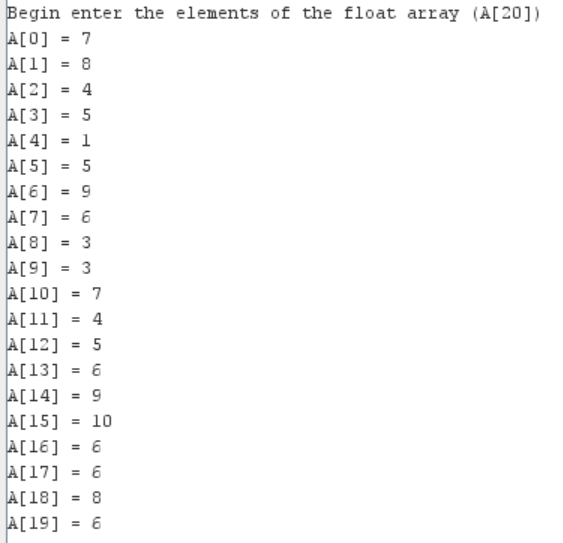 Begin enter the elements of the float array (A[20])
A[0] = 7
A[1] = 8
A[2] = 4
A[3] = 5
A[4] = 1
A[5] = 5
A[6] = 9
A[7] = 6
A[8] = 3
A[9] = 3
A[10] = 7
A[11] = 4
A[12] = 5
A[13] = 6
A[14] = 9
A[15] = 10
A[16] = 6
A[17] = 6
A[18] = 8
A[19] = 6